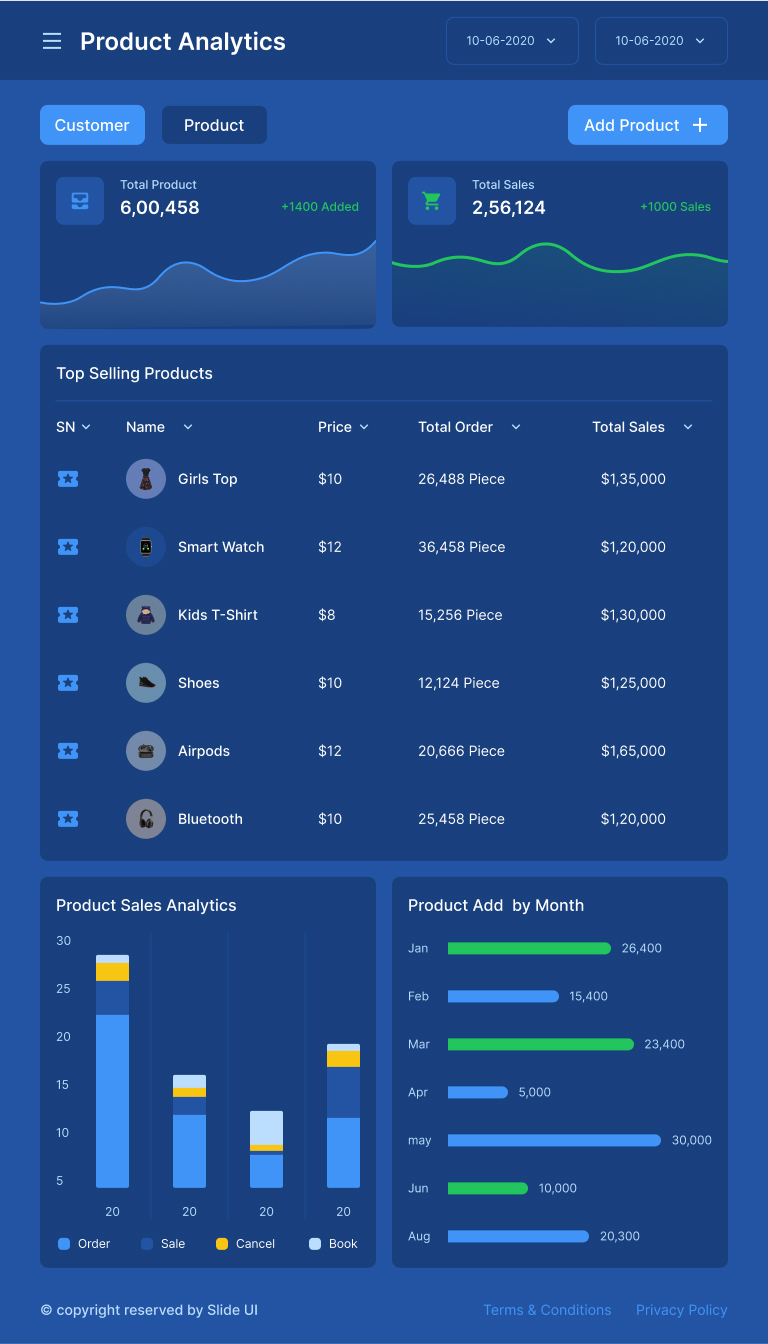 Product Analytics
10-06-2020
10-06-2020
Customer
Product
Add Product
Total Product
6,00,458
+1400 Added
Total Sales
2,56,124
+1000 Sales
Top Selling Products
SN Name Price Total Order Total Sales
Girls Top $10 26,488 Piece $1,35,000
Smart Watch $12 36,458 Piece $1,20,000
Kids T-Shirt $8 15,256 Piece $1,30,000
Shoes $10 12,124 Piece $1,25,000
Airpods $12 20,666 Piece $1,65,000
Bluetooth $10 25,458 Piece $1,20,000
Product Sales Analytics
30
25
20
15
10
5
20 20 20 20
Order Sale Cancel Book
Product Add  by Month
Jan 26,400
Feb 15,400
Mar 23,400
Apr 5,000
may 30,000
Jun 10,000
Aug 20,300
© copyright reserved by Slide UI
Terms & Conditions
Privacy Policy